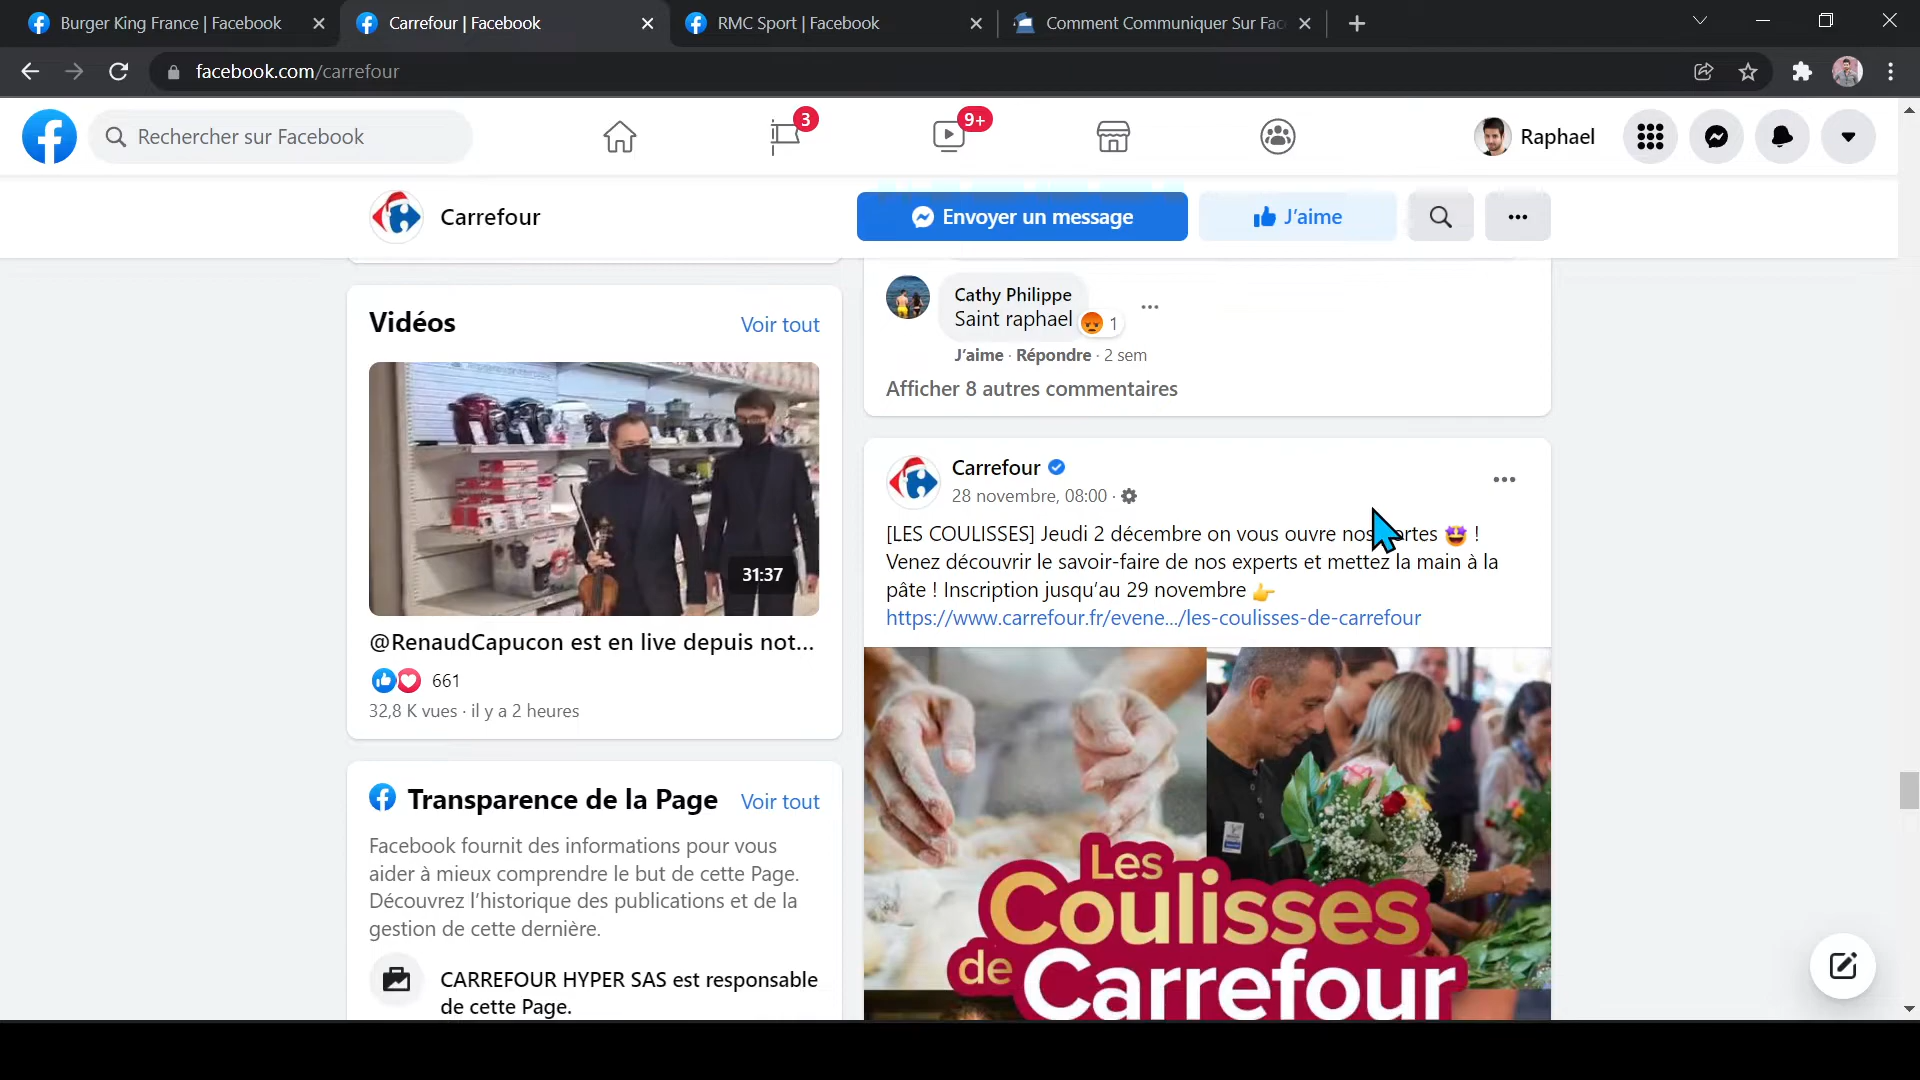 Burger King France | Facebook
Carrefour | Facebook
RMC Sport | Facebook
Comment Communiquer Sur Fac
facebook.com/carrefour
Rechercher sur Facebook
3
9+
Raphael
Carrefour
Envoyer un message
J'aime
Vidéos
Voir tout
31:37
@RenaudCapucon est en live depuis not...
661
32,8 K vues · il y a 2 heures
Transparence de la Page
Voir tout
Facebook fournit des informations pour vous
aider à mieux comprendre le but de cette Page.
Découvrez l'historique des publications et de la
gestion de cette dernière.
CARREFOUR HYPER SAS est responsable
de cette Page.
Cathy Philippe
Saint raphael
1
J'aime · Répondre · 2 sem
Afficher 8 autres commentaires
Carrefour
28 novembre, 08:00 ·
[LES COULISSES] Jeudi 2 décembre on vous ouvre nos rtes 🤩 !
Venez découvrir le savoir-faire de nos experts et mettez la main à la
pâte ! Inscription jusqu'au 29 novembre 👉
https://www.carrefour.fr/evene.../les-coulisses-de-carrefour
Les
Coulisses
de Carrefour